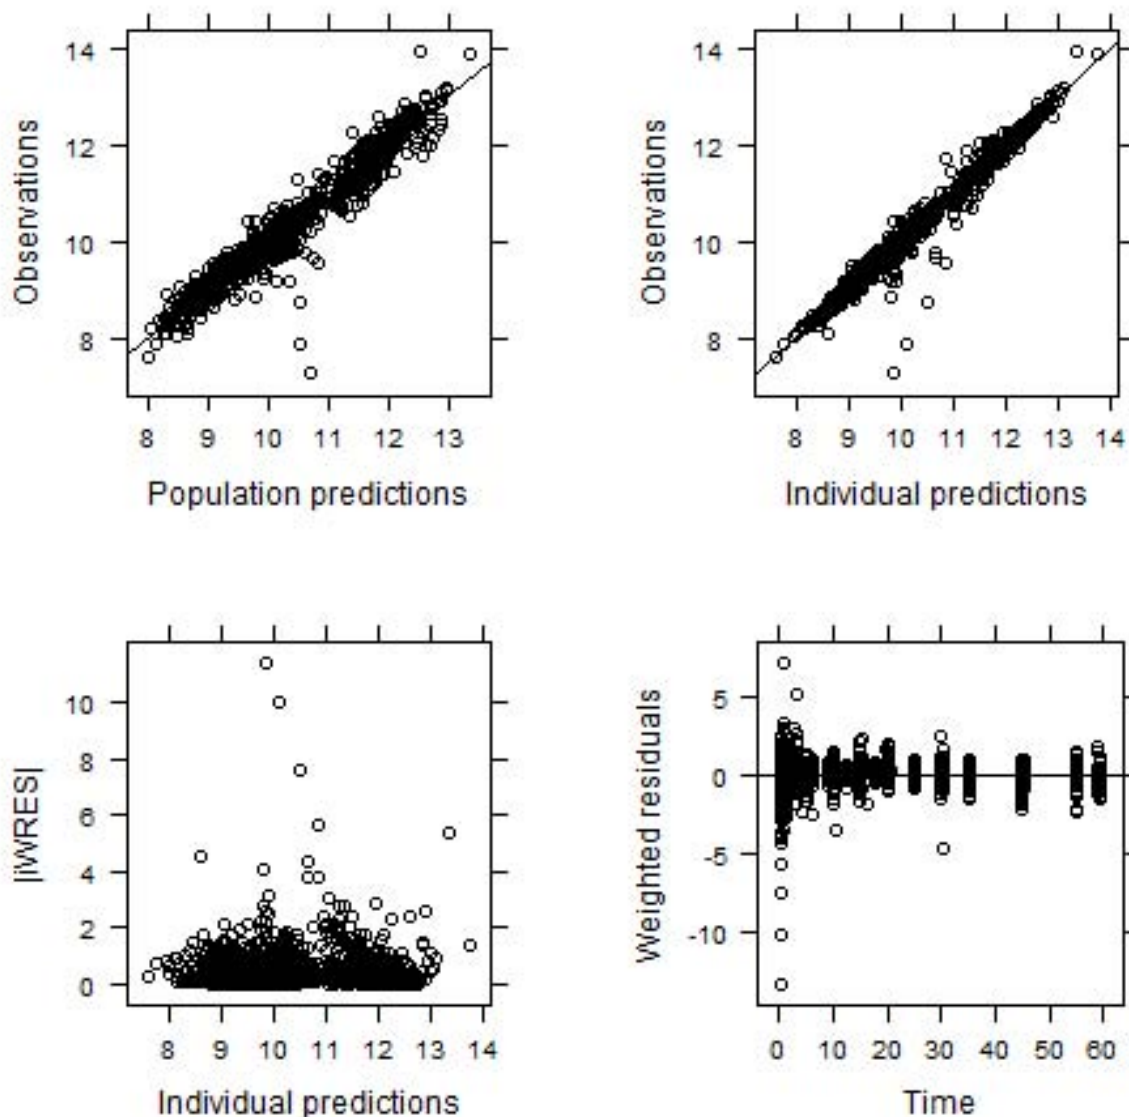 14
12
10
8
Observations
8 9 10 11 12 13
Population predictions
14
12
10
8
Observations
8 9 10 11 12 13 14
Individual predictions
10
8
6
4
2
0
|iWRES|
8 9 10 11 12 13 14
Individual predictions
5
0
-5
-10
Weighted residuals
0 10 20 30 40 50 60
Time